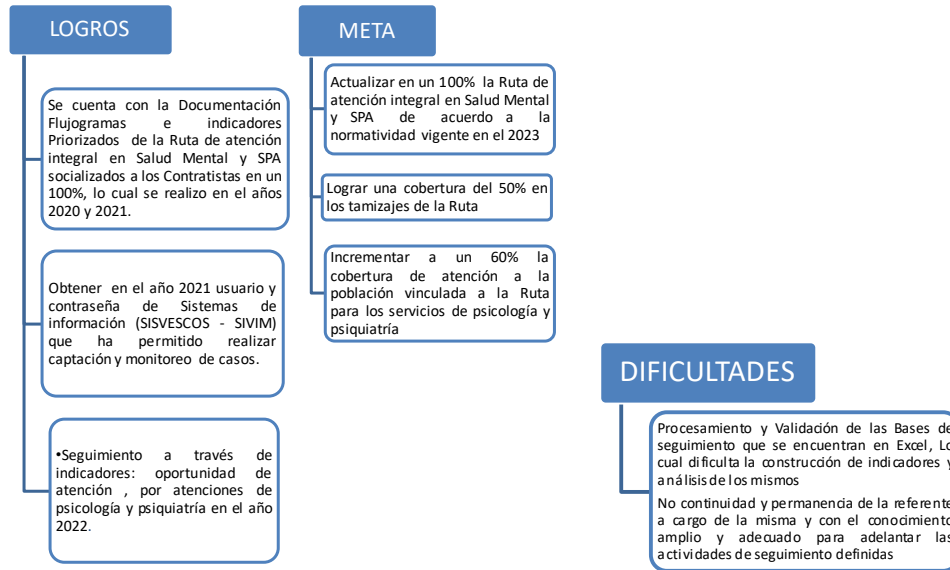 LOGROS
Se cuenta con la Documentación
Flujogramas e indicadores
Priorizados de la Ruta de atención
integral en Salud Mental y SPA
socializados a los Contratistas en un
100%, lo cual se realizo en el años
2020 y 2021.
Obtener en el año 2021 usuario y
contraseña de Sistemas de
información (SISVESCOS - SIVIM)
que ha permitido realizar
captación y monitoreo de casos.
•Seguimiento a través de
indicadores: oportunidad de
atención , por atenciones de
psicología y psiquiatría en el año
2022.
META
Actualizar en un 100% la Ruta de
atención integral en Salud Mental
y SPA de acuerdo a la
normatividad vigente en el 2023
Lograr una cobertura del 50% en
los tamizajes de la Ruta
Incrementar a un 60% la
cobertura de atención a la
población vinculada a la Ruta
para los servicios de psicología y
psiquiatría
DIFICULTADES
Procesamiento y Validación de las Bases de
seguimiento que se encuentran en Excel, Lo
cual dificulta la construcción de indicadores y
análisis de los mismos
No continuidad y permanencia de la referente
a cargo de la misma y con el conocimiento
amplio y adecuado para adelantar las
actividades de seguimiento definidas